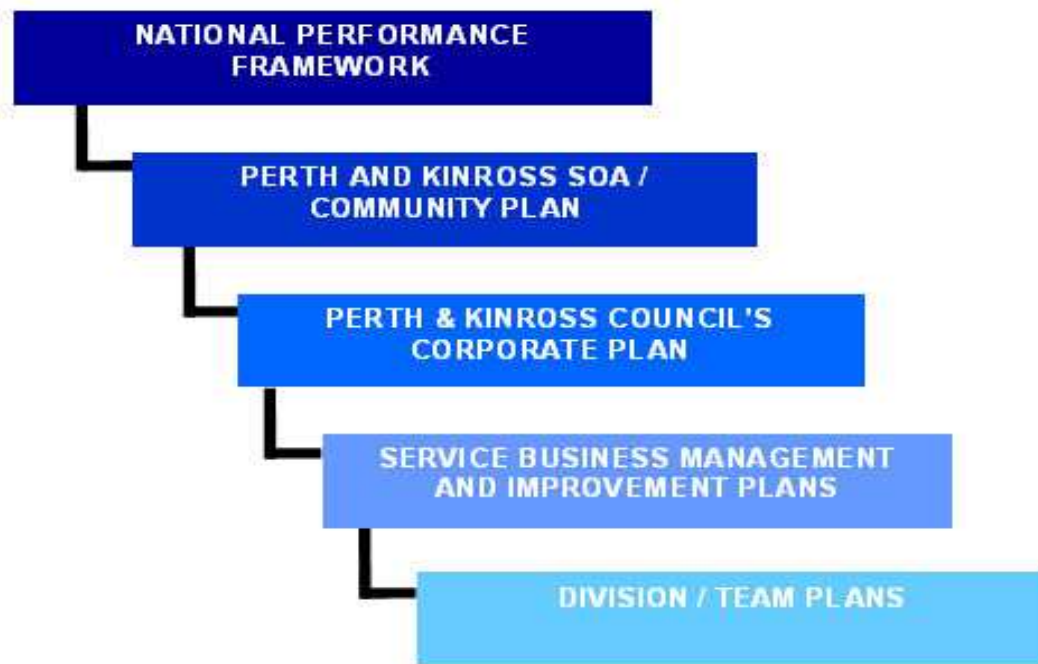 NATIONAL PERFORMANCE
FRAMEWORK
PERTH AND KINROSS SOA /
COMMUNITY PLAN
PERTH & KINROSS COUNCIL'S
CORPORATE PLAN
SERVICE BUSINESS MANAGEMENT
AND IMPROVEMENT PLANS
DIVISION / TEAM PLANS